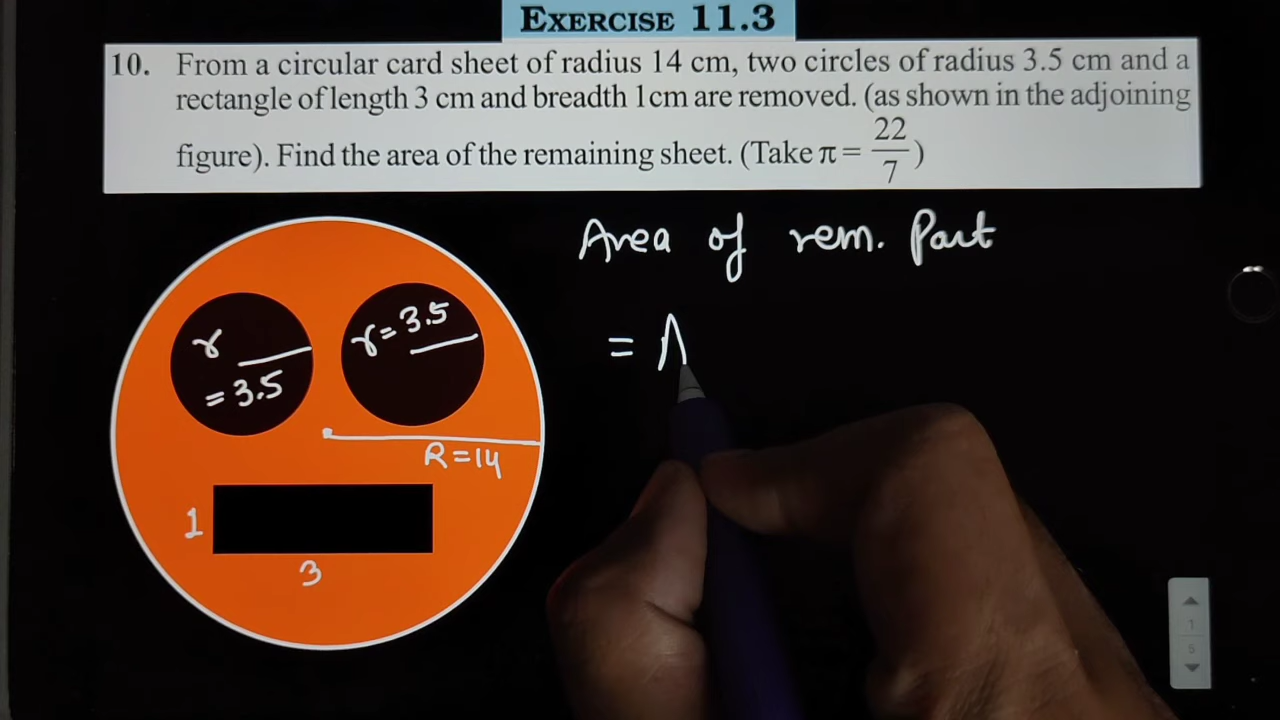 EXERCISE 11.3
10. From a circular card sheet of radius 14 cm, two circles of radius 3.5 cm and a
rectangle of length 3 cm and breadth 1cm are removed. (as shown in the adjoining
figure). Find the area of the remaining sheet. (Take π = 22/7)
Area of rem. Part
r = 3.5
r = 3.5
R = 14
1
3
=
1
5